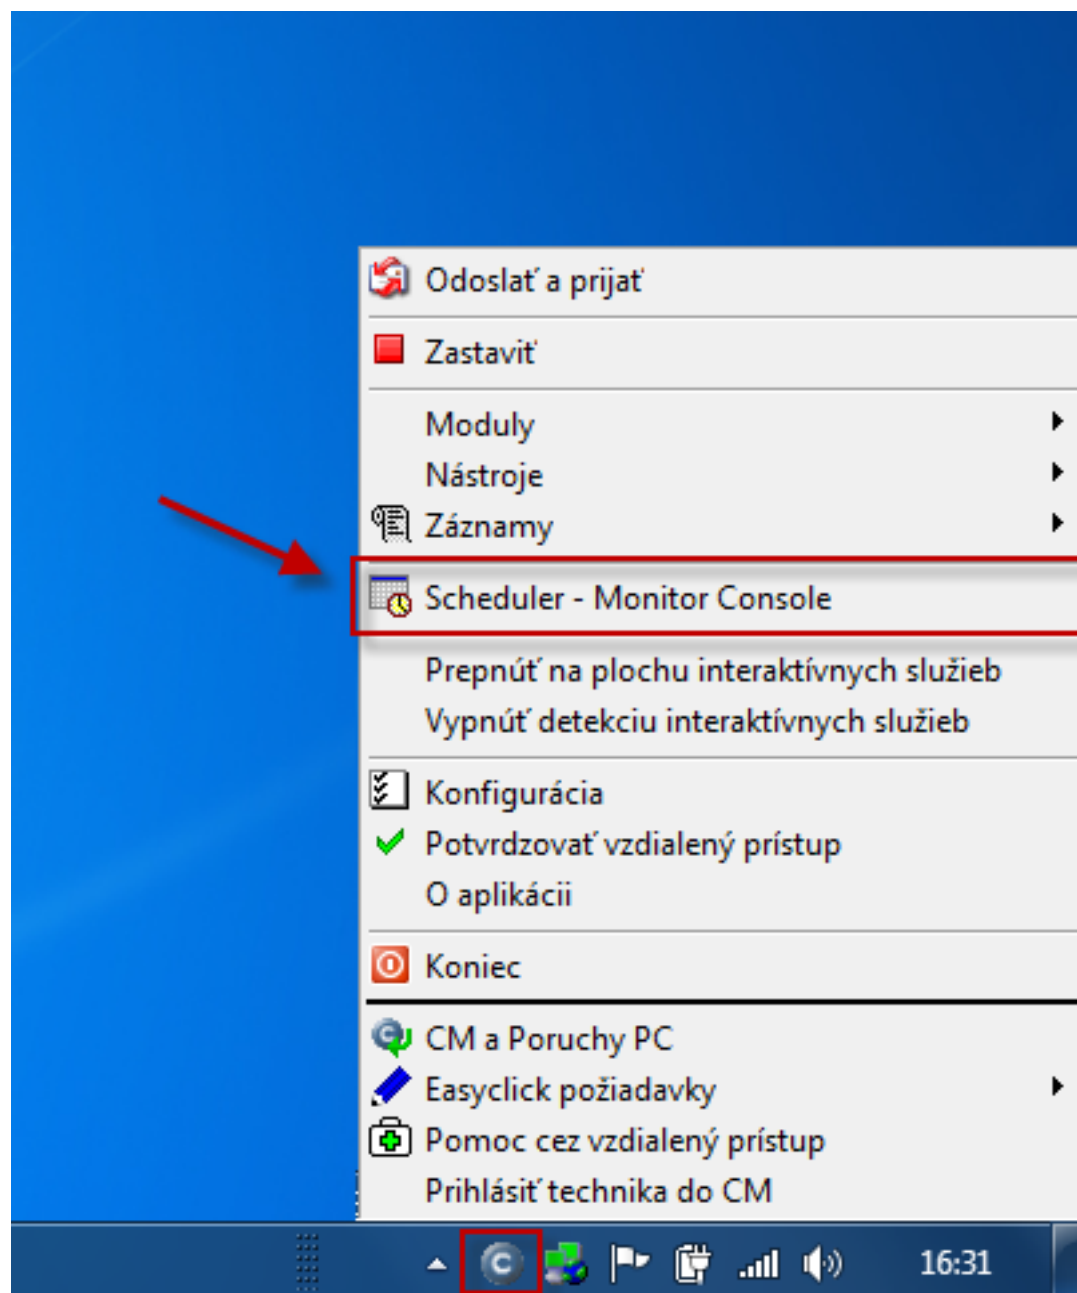 Odoslať a prijať
Zastaviť
Moduly
Nástroje
Záznamy
Scheduler - Monitor Console
Prepnúť na plochu interaktívnych služieb
Vypnúť detekciu interaktívnych služieb
Konfigurácia
Potvrdzovať vzdialený prístup
O aplikácii
Koniec
CM a Poruchy PC
Easyclick požiadavky
Pomoc cez vzdialený prístup
Prihlásiť technika do CM
C 16:31